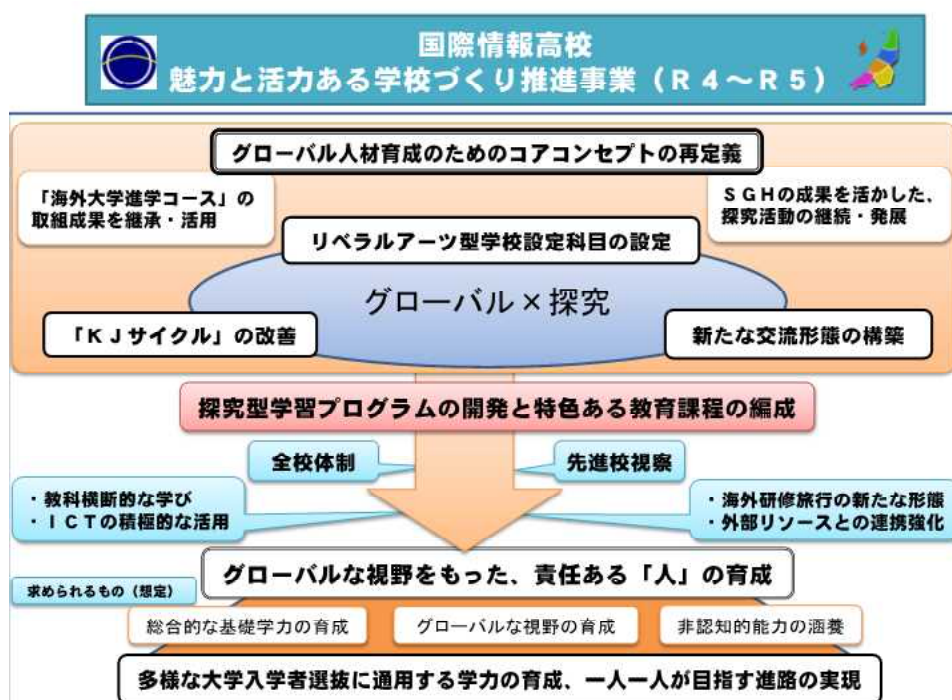 国際情報高校
魅力と活力ある学校づくり推進事業（Ｒ４～Ｒ５）
グローバル人材育成のためのコアコンセプトの再定義
「海外大学進学コース」の
取組成果を継承・活用
ＳＧＨの成果を活かした、
探究活動の継続・発展
リベラルアーツ型学校設定科目の設定
グローバル×探究
「ＫＪサイクル」の改善
新たな交流形態の構築
探究型学習プログラムの開発と特色ある教育課程の編成
全校体制
先進校視察
・教科横断的な学び
・ＩＣＴの積極的な活用
・海外研修旅行の新たな形態
・外部リソースとの連携強化
グローバルな視野をもった、責任ある「人」の育成
求められるもの（想定）
総合的な基礎学力の育成
グローバルな視野の育成
非認知的能力の涵養
多様な大学入学者選抜に通用する学力の育成、一人一人が目指す進路の実現